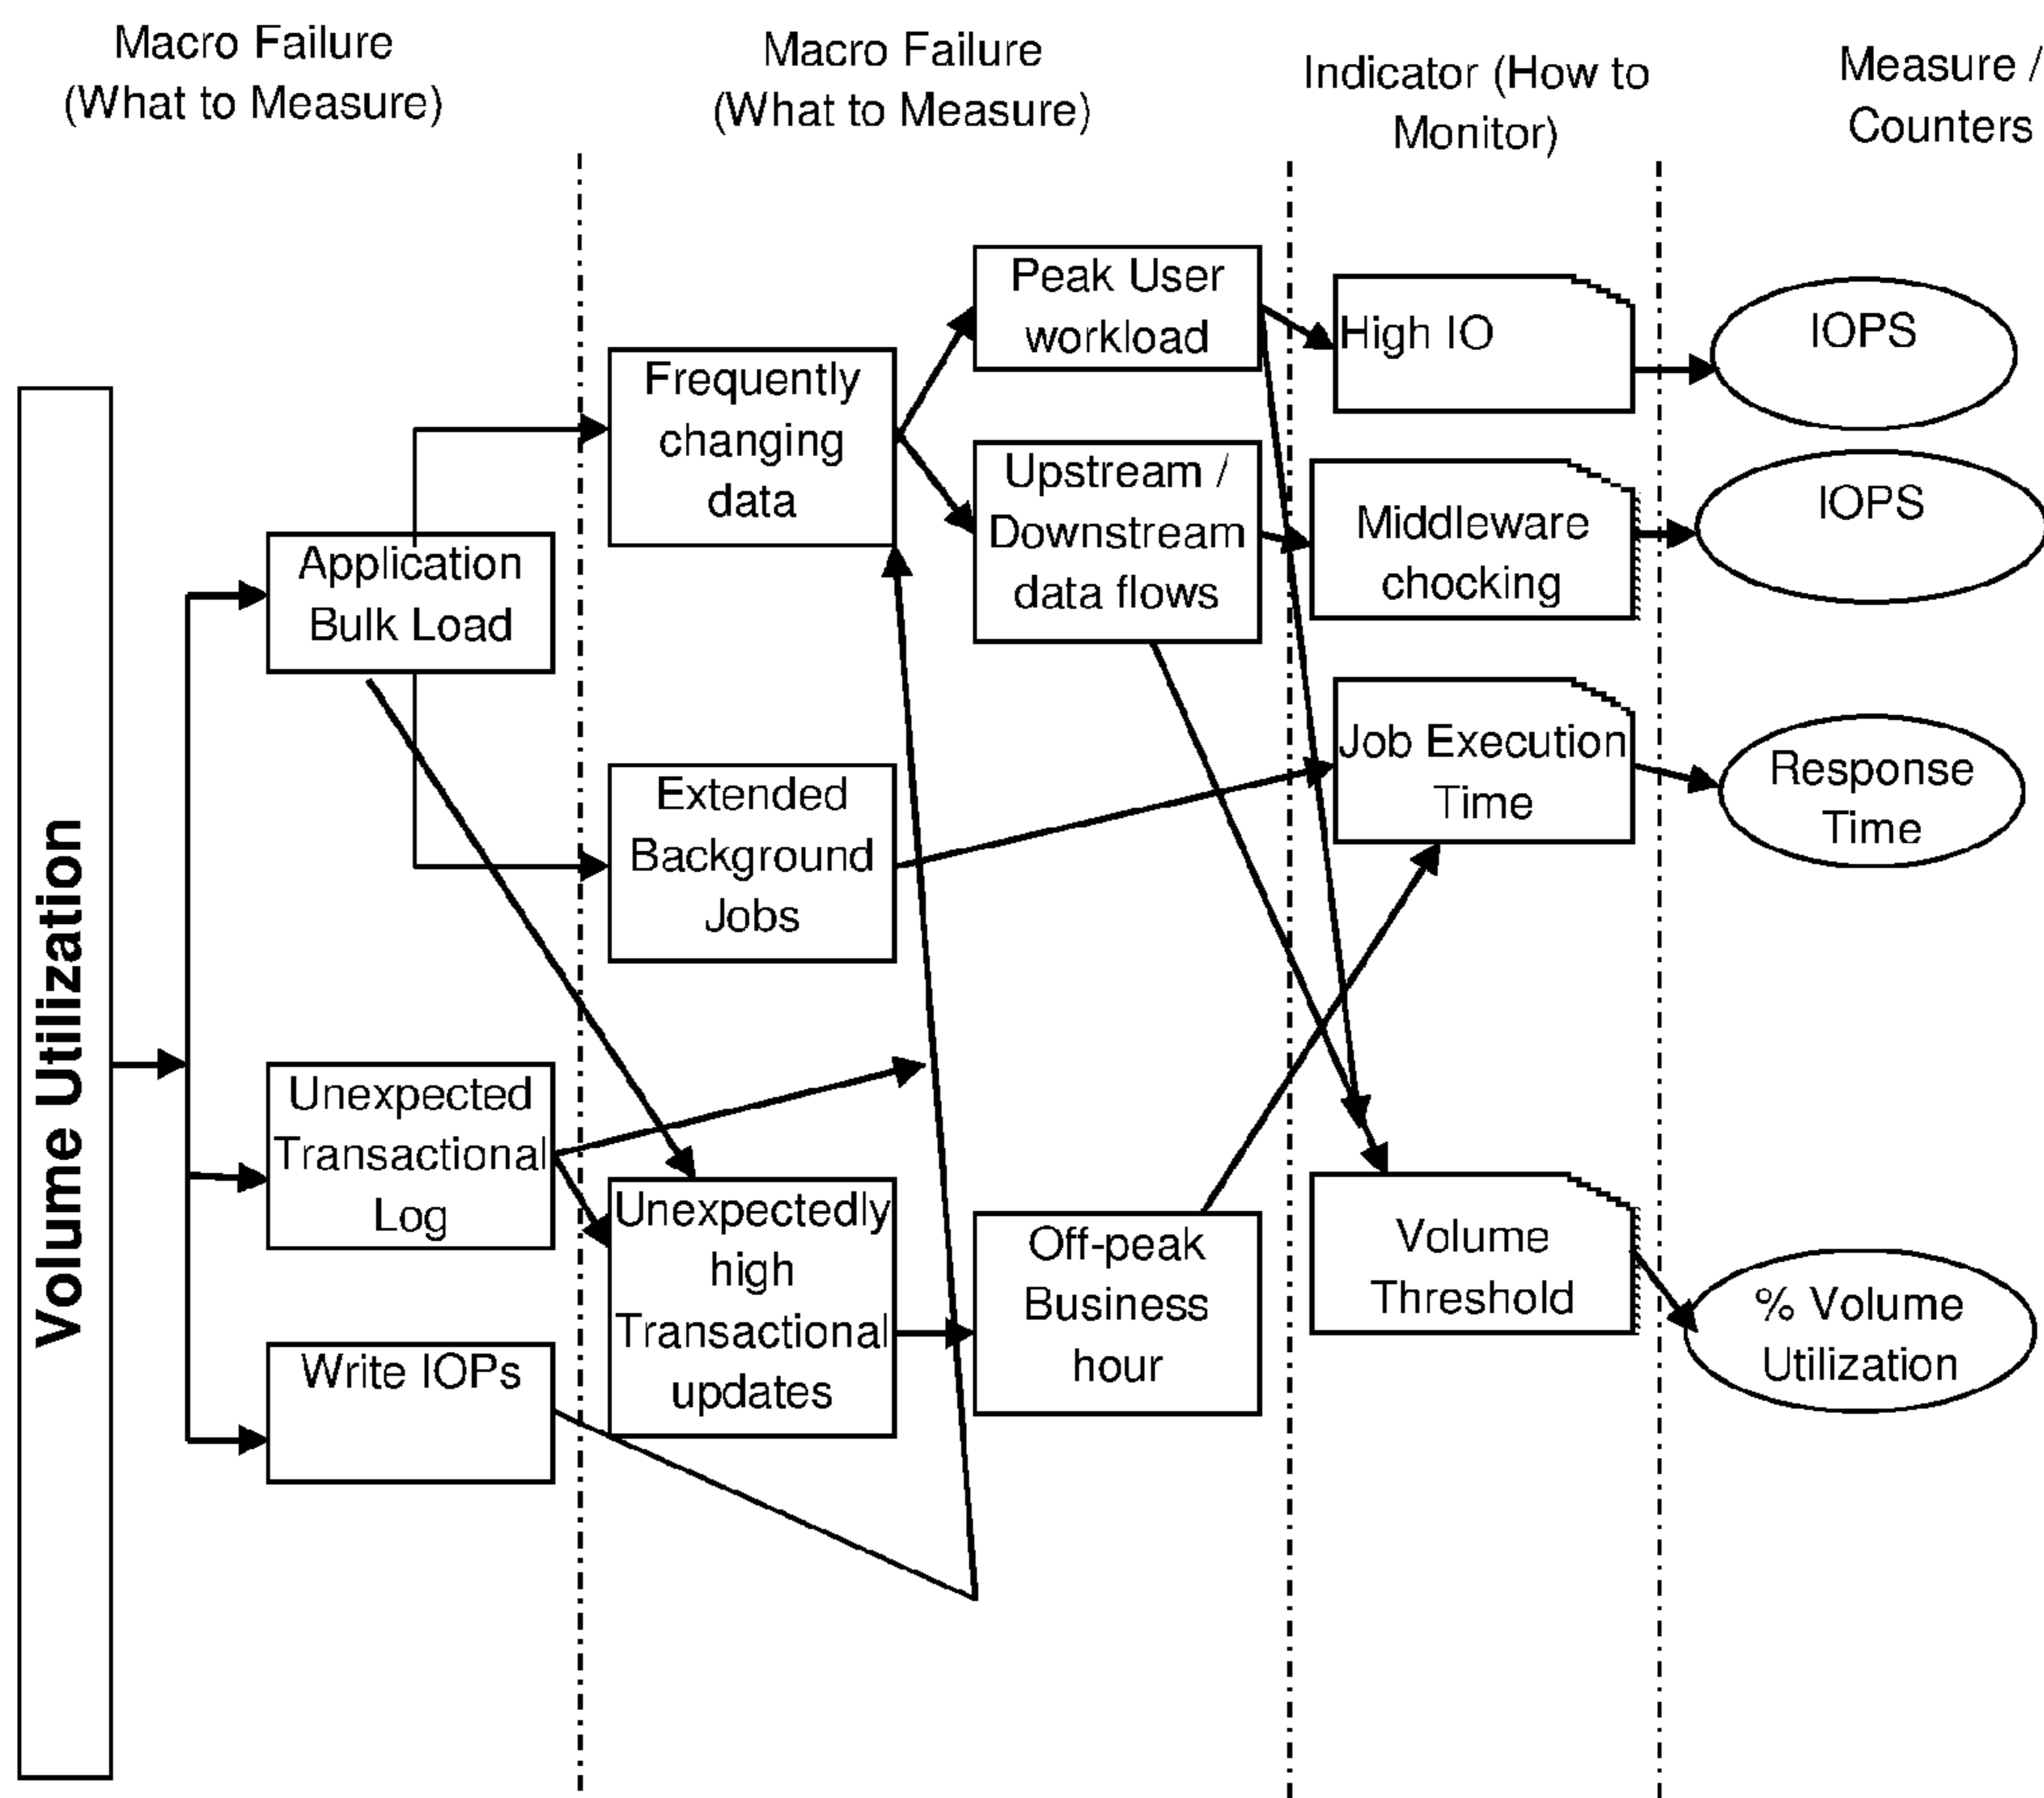 Macro Failure
(What to Measure)
Macro Failure
(What to Measure)
Indicator (How to
Monitor)
Measure /
Counters
Volume Utilization
Application
Bulk Load
Unexpected
Transactional
Log
Write IOPs
Frequently
changing
data
Extended
Background
Jobs
Unexpectedly
high
Transactional
updates
Peak User
workload
Upstream /
Downstream
data flows
Off-peak
Business
hour
High IO
Middleware
chocking
Job Execution
Time
Volume
Threshold
IOPS
IOPS
Response
Time
% Volume
Utilization